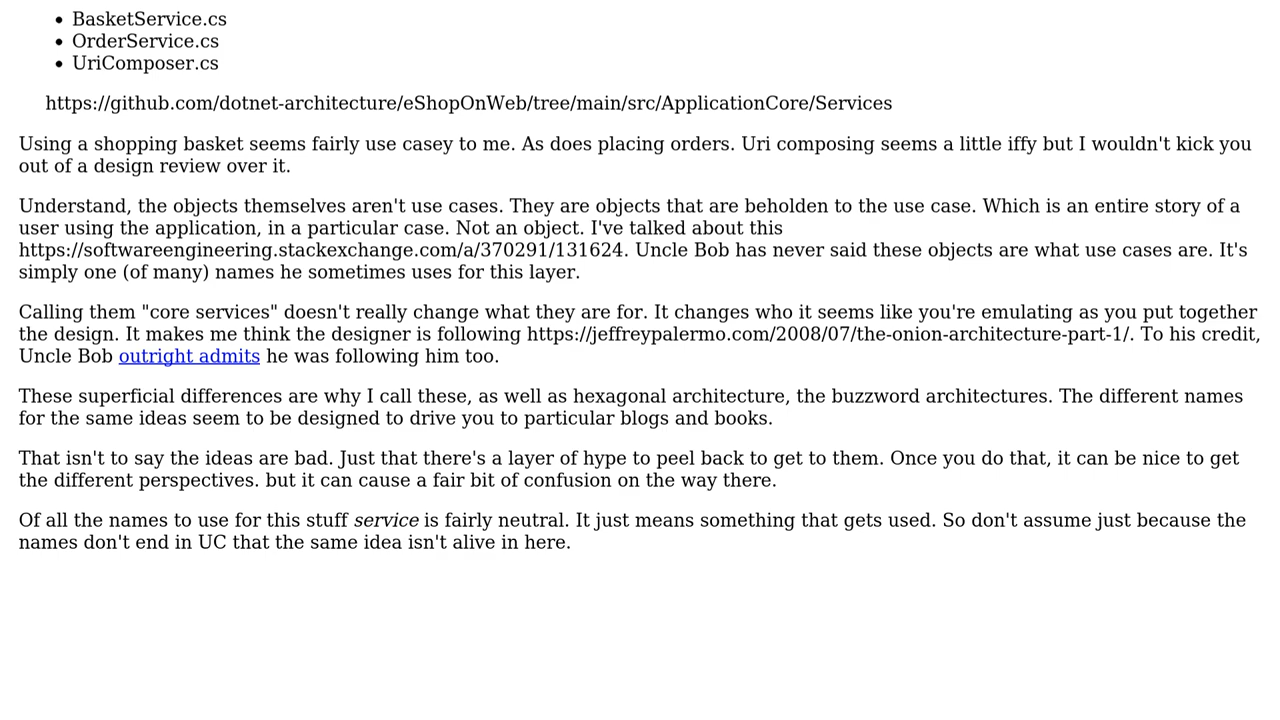 • BasketService.cs
• OrderService.cs
• UriComposer.cs
https://github.com/dotnet-architecture/eShopOnWeb/tree/main/src/ApplicationCore/Services
Using a shopping basket seems fairly use casey to me. As does placing orders. Uri composing seems a little iffy but I wouldn't kick you
out of a design review over it.
Understand, the objects themselves aren't use cases. They are objects that are beholden to the use case. Which is an entire story of a
user using the application, in a particular case. Not an object. I've talked about this
https://softwareengineering.stackexchange.com/a/370291/131624. Uncle Bob has never said these objects are what use cases are. It's
simply one (of many) names he sometimes uses for this layer.
Calling them "core services" doesn't really change what they are for. It changes who it seems like you're emulating as you put together
the design. It makes me think the designer is following https://jeffreypalermo.com/2008/07/the-onion-architecture-part-1/. To his credit,
Uncle Bob outright admits he was following him too.
These superficial differences are why I call these, as well as hexagonal architecture, the buzzword architectures. The different names
for the same ideas seem to be designed to drive you to particular blogs and books.
That isn't to say the ideas are bad. Just that there's a layer of hype to peel back to get to them. Once you do that, it can be nice to get
the different perspectives. but it can cause a fair bit of confusion on the way there.
Of all the names to use for this stuff service is fairly neutral. It just means something that gets used. So don't assume just because the
names don't end in UC that the same idea isn't alive in here.